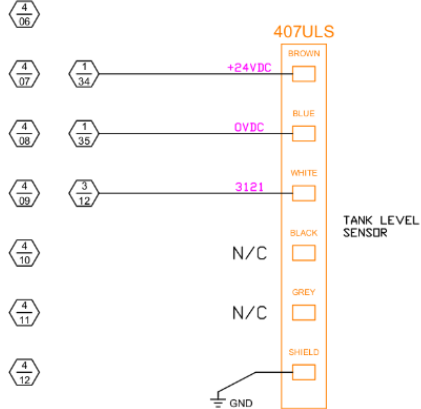 4
06
407ULS
BROWN
4
07
1
34
+24VDC
BLUE
4
08
1
35
0VDC
WHITE
4
09
3
12
3121
TANK LEVEL
SENSOR
BLACK
4
10
N/C
GREY
4
11
N/C
SHIELD
4
12
GND